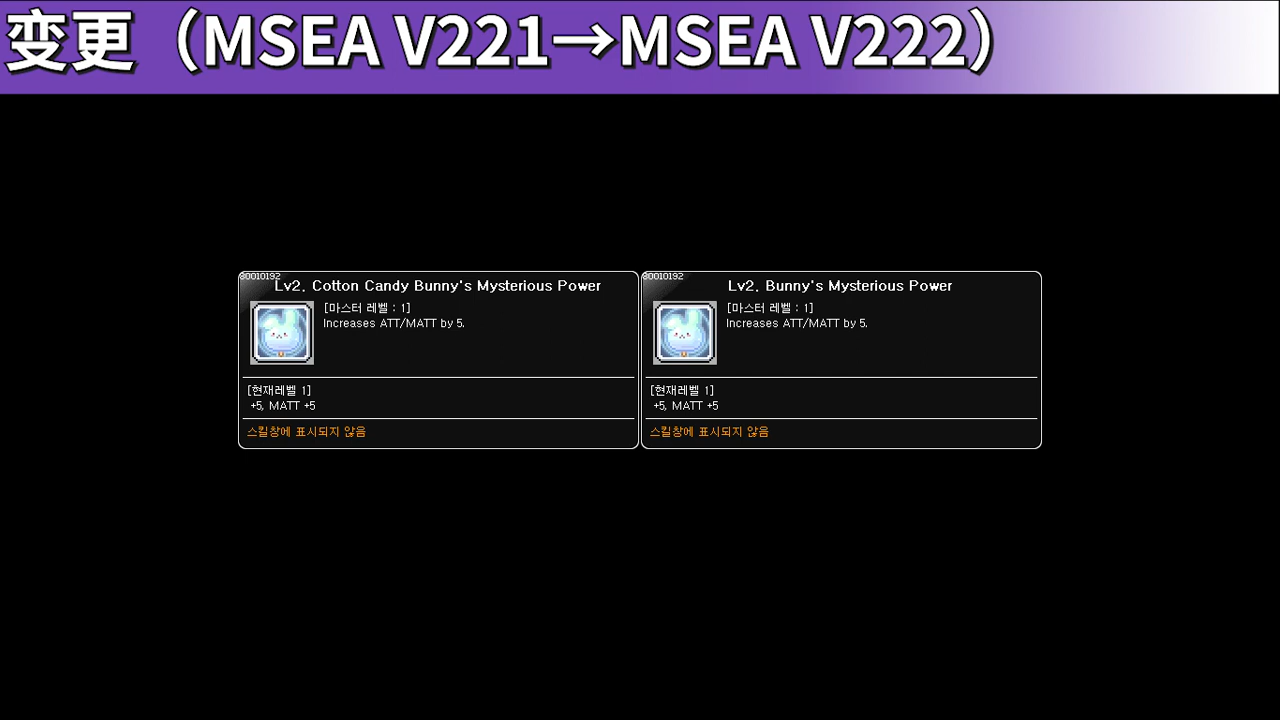 变更（MSEA V221→MSEA V222）
80010192
Lv2. Cotton Candy Bunny's Mysterious Power
[마스터 레벨 : 1]
Increases ATT/MATT by 5.
[현재레벨 1]
+5, MATT +5
스킬창에 표시되지 않음
80010192
Lv2. Bunny's Mysterious Power
[마스터 레벨 : 1]
Increases ATT/MATT by 5.
[현재레벨 1]
+5, MATT +5
스킬창에 표시되지 않음